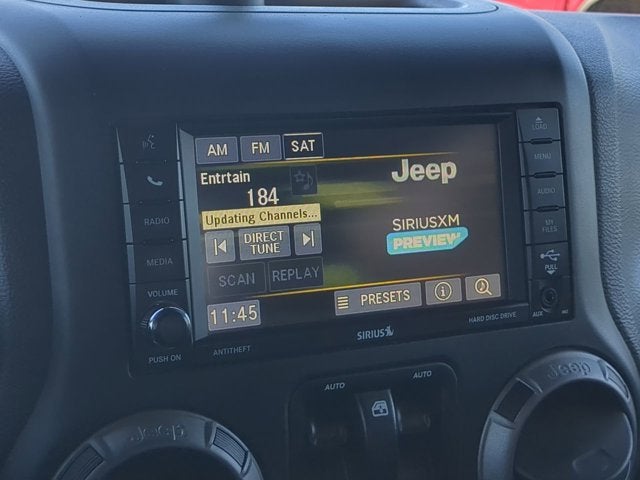 AM FM SAT
Entrtain
184
Updating Channels...
DIRECT
TUNE
SCAN REPLAY
11:45
PRESETS
Jeep
SIRIUSXM
PREVIEW
RADIO
MEDIA
VOLUME
PUSH ON
ANTITHEFT
SIRIUS
HARD DISC DRIVE
LOAD
MENU
AUDIO
MY
FILES
PULL
AUX
AUTO AUTO
Jeep
Jeep